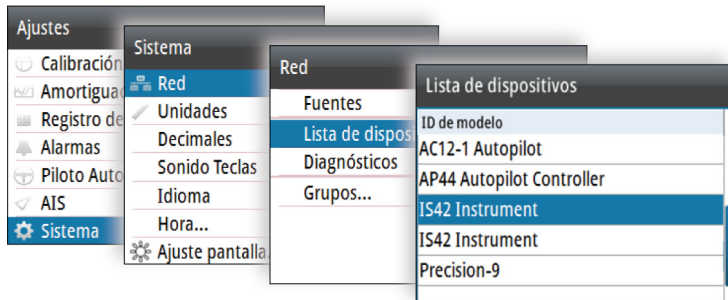 Ajustes
Calibración
Amortigua
Registro de
Alarmas
Piloto Auto
AIS
Sistema
Sistema
Red
Unidades
Decimales
Sonido Teclas
Idioma
Hora...
Ajuste pantalla
Red
Fuentes
Lista de disposi
Diagnósticos
Grupos...
Lista de dispositivos
ID de modelo
AC12-1 Autopilot
AP44 Autopilot Controller
IS42 Instrument
IS42 Instrument
Precision-9